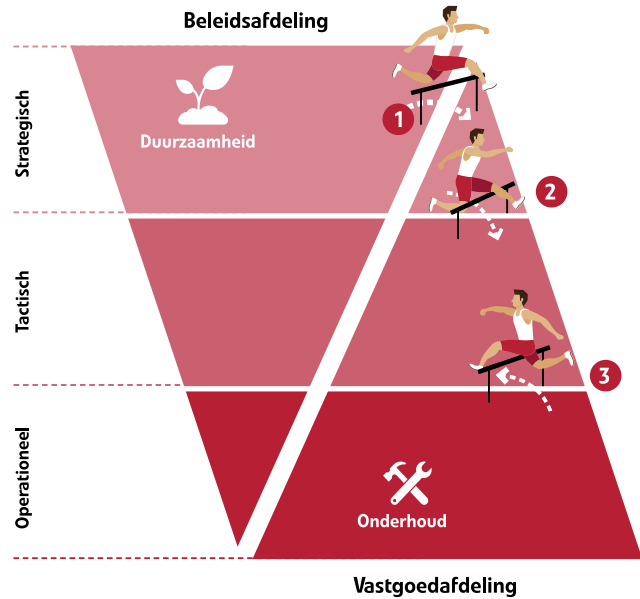 Beleidsafdeling
Strategisch
Duurzaamheid
1
2
Tactisch
3
Operationeel
Onderhoud
Vastgoedafdeling